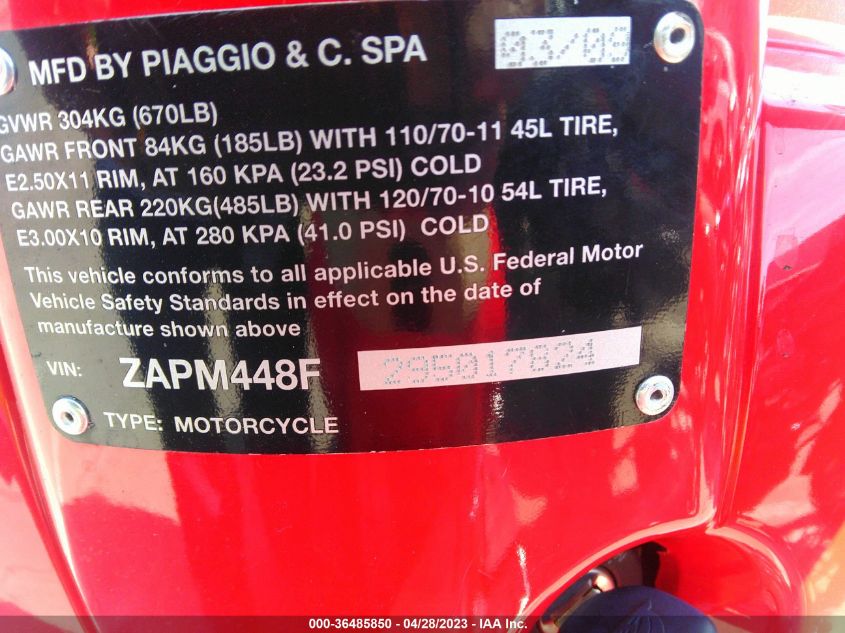 MFD BY PIAGGIO & C. SPA 03/06
GVWR 304KG (670LB)
GAWR FRONT 84KG (185LB) WITH 110/70-11 45L TIRE,
E2.50X11 RIM, AT 160 KPA (23.2 PSI) COLD
GAWR REAR 220KG(485LB) WITH 120/70-10 54L TIRE,
E3.00X10 RIM, AT 280 KPA (41.0 PSI) COLD
This vehicle conforms to all applicable U.S. Federal Motor
Vehicle Safety Standards in effect on the date of
manufacture shown above
VIN: ZAPM448F 295017824
TYPE: MOTORCYCLE
000-36485850 - 04/28/2023 - IAA Inc.